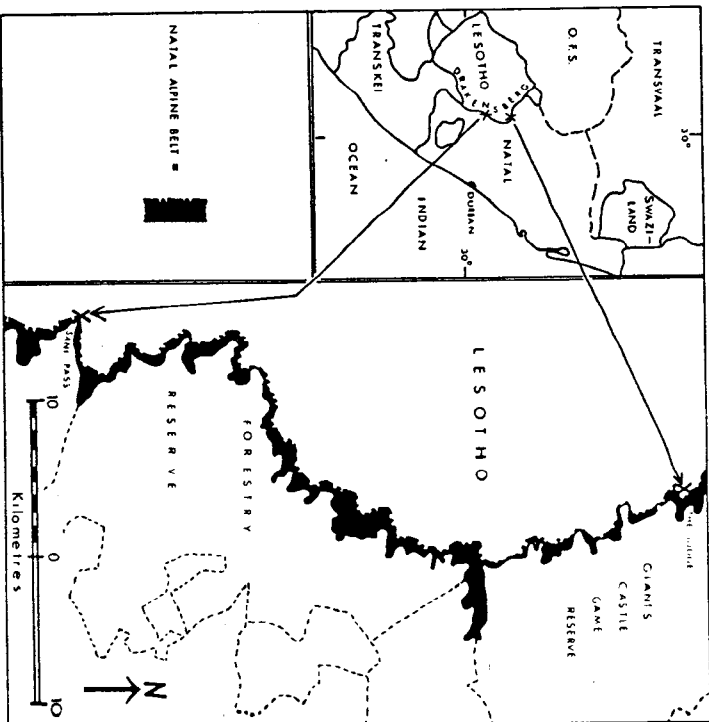 TRANSVAAL
30°
SWAZI-
LAND
O.F.S.
LESOTHO
DRAKENSBERG
NATAL
DURBAN
TRANSKEI
INDIAN
OCEAN
30°
NATAL ALPINE BELT =
LESOTHO
GIANTS
CASTLE
GAME
RESERVE
FORESTRY
RESERVE
SANI PASS
10 0 10
Kilometres
N